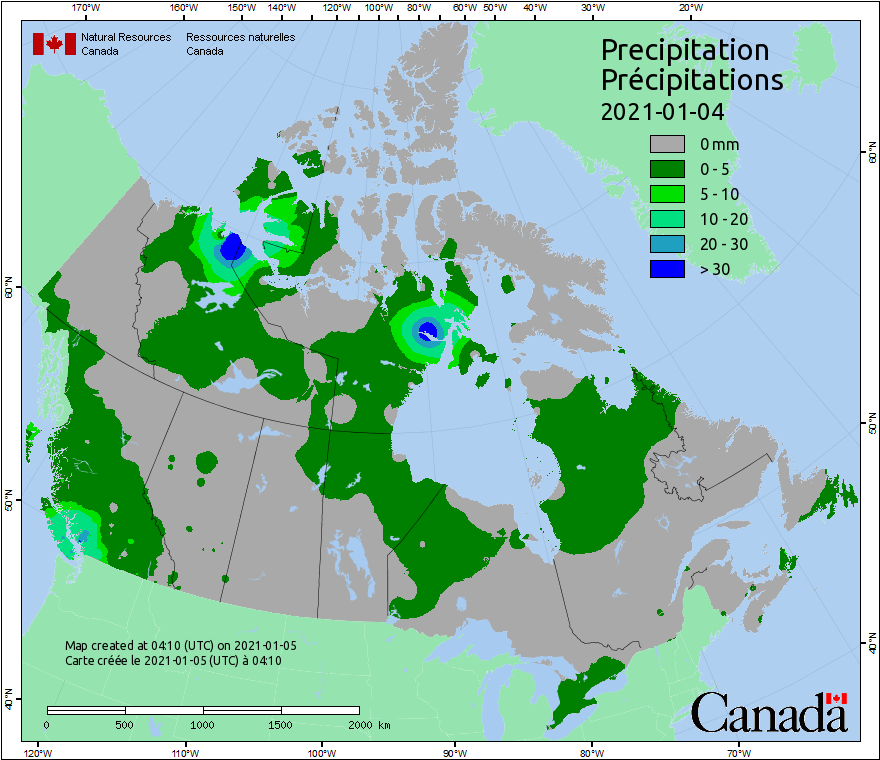 170°W 160°W 150°W 140°W 130°W 120°W 110°W 100°W 90°W 80°W 70°W 60°W 50°W 40°W 30°W 20°W
Natural Resources Ressources naturelles
Canada Canada
Precipitation
Précipitations
2021-01-04
0 mm
0 - 5
5 - 10
10 - 20
20 - 30
> 30
60°N
60°N
50°N
50°N
40°N
40°N
Map created at 04:10 (UTC) on 2021-01-05
Carte créée le 2021-01-05 (UTC) à 04:10
0 500 1000 1500 2000 km
Canada
120°W 110°W 100°W 90°W 80°W 70°W